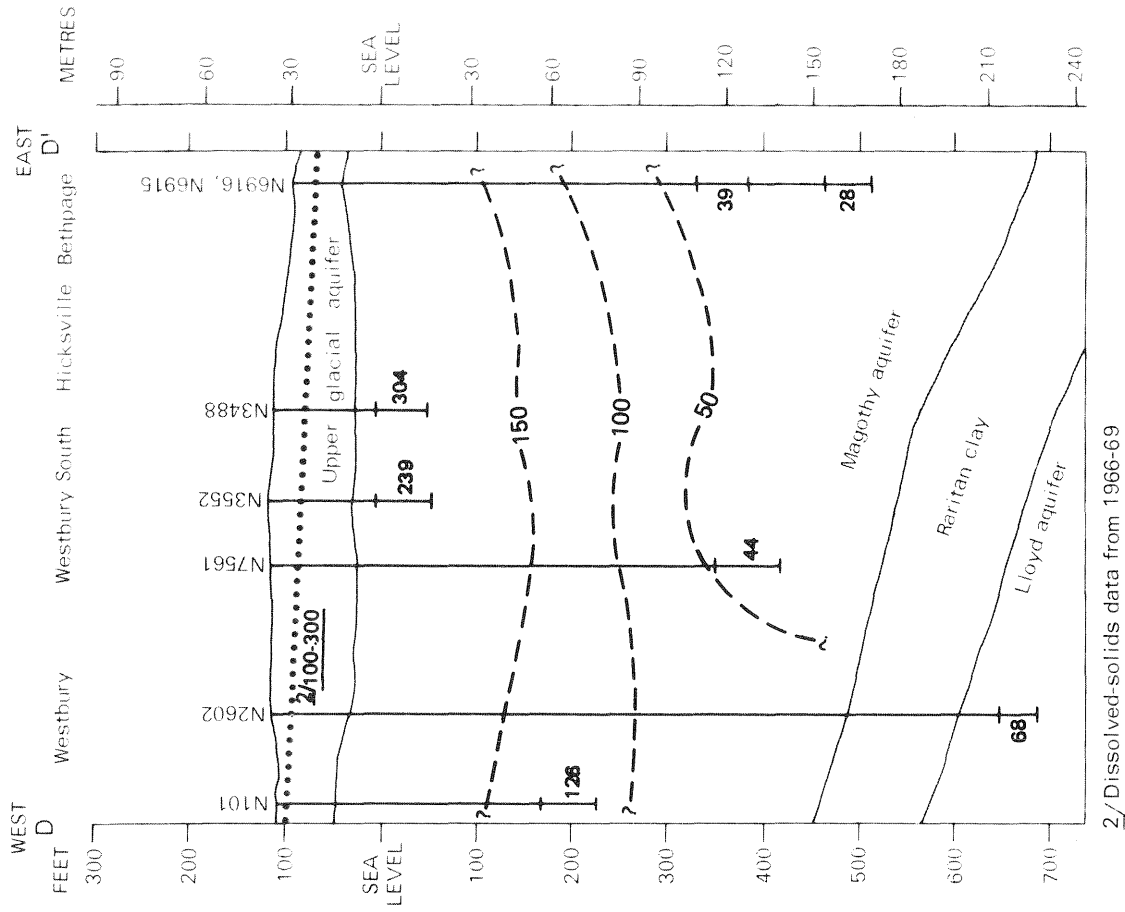 WEST
D
EAST
D'
Westbury
Westbury South
Hicksville
Bethpage
FEET
METRES
300
200
100
SEA
LEVEL
100
200
300
400
500
600
700
90
60
30
SEA
LEVEL
30
60
90
120
150
180
210
240
N101
N2602
N7561
N3552
N3488
N6916, N6915
2/100-300
Upper glacial aquifer
239
304
126
150
100
50
44
39
28
68
?
?
?
?
?
?
Magothy aquifer
Raritan clay
Lloyd aquifer
2/ Dissolved-solids data from 1966-69